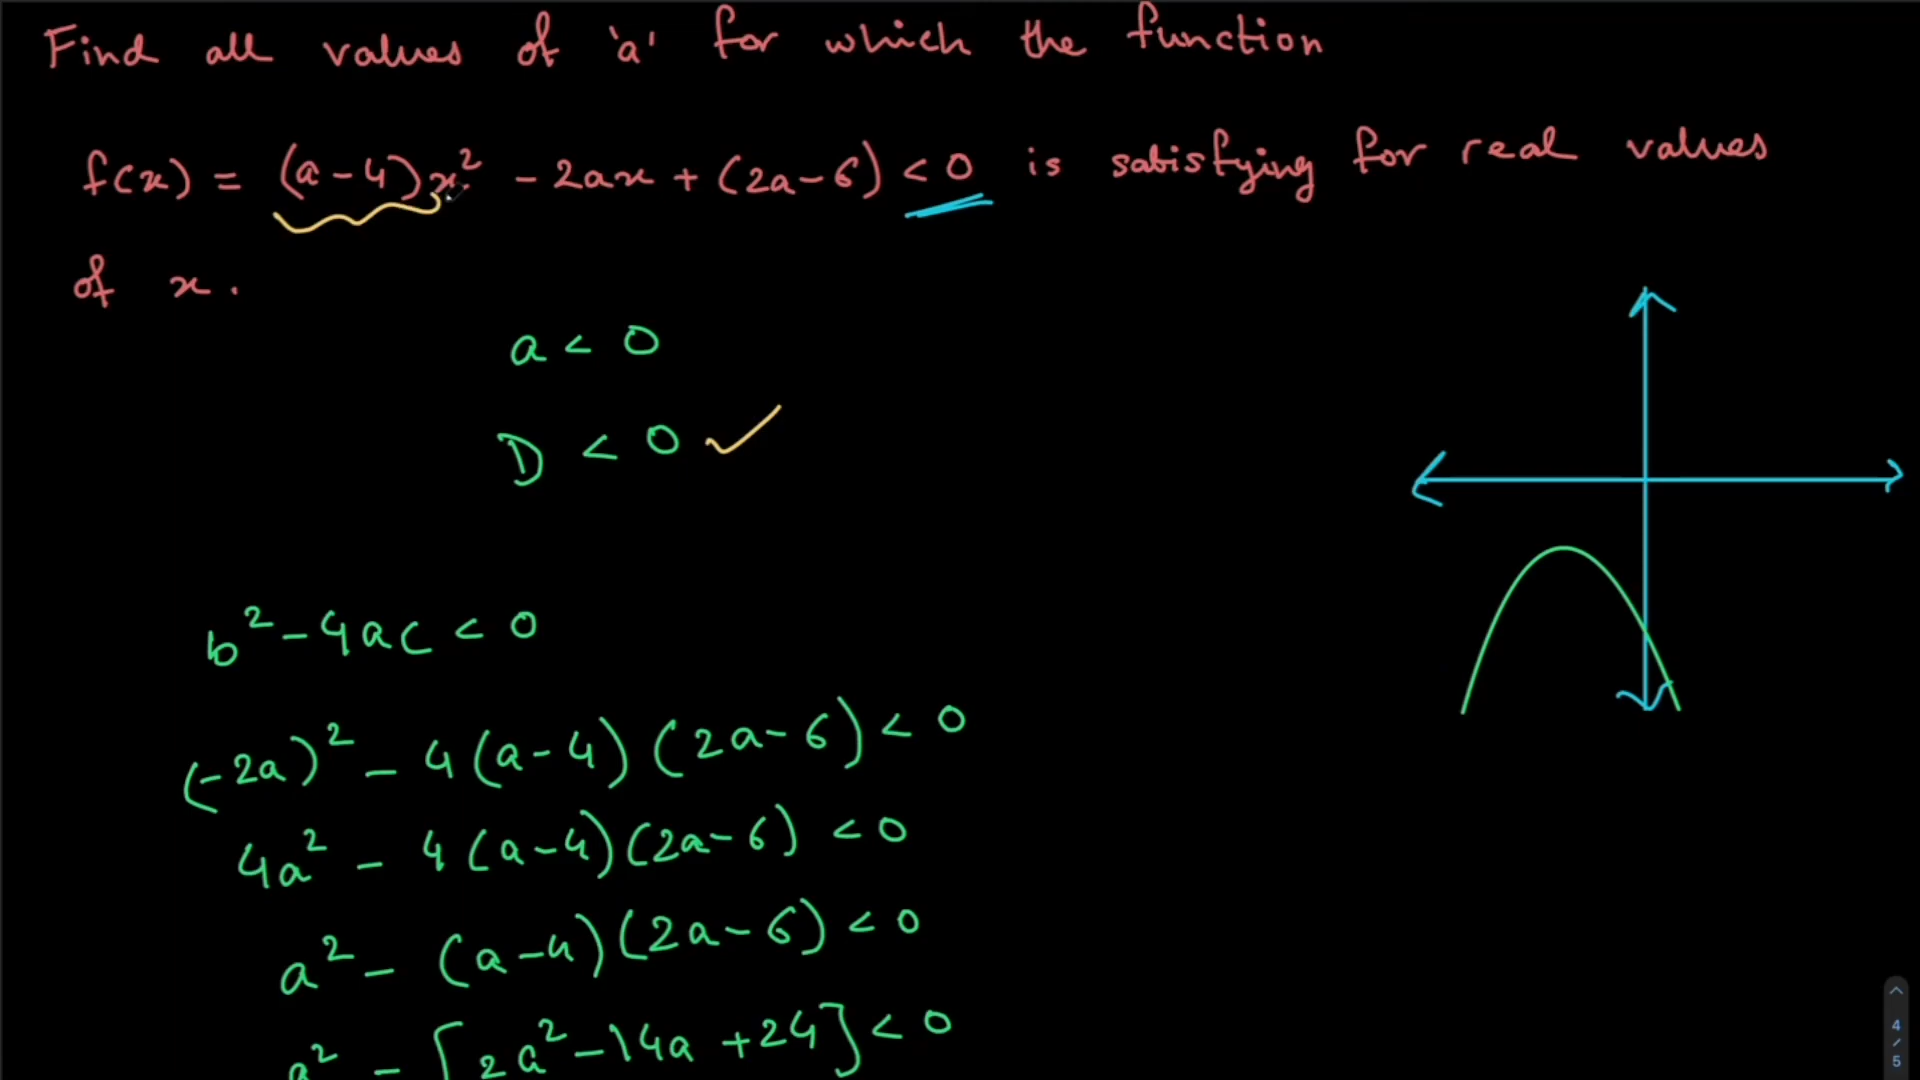 Find all values of 'a' for which the function
f(x) = (a-4)x² - 2ax + (2a-6) < 0 is satisfying for real values
of x.
a < 0
D < 0 ✓
b² - 4ac < 0
(-2a)² - 4(a-4)(2a-6) < 0
4a² - 4(a-4)(2a-6) < 0
a² - (a-4)(2a-6) < 0
a² - [2a² - 14a + 24] < 0
4
/
5